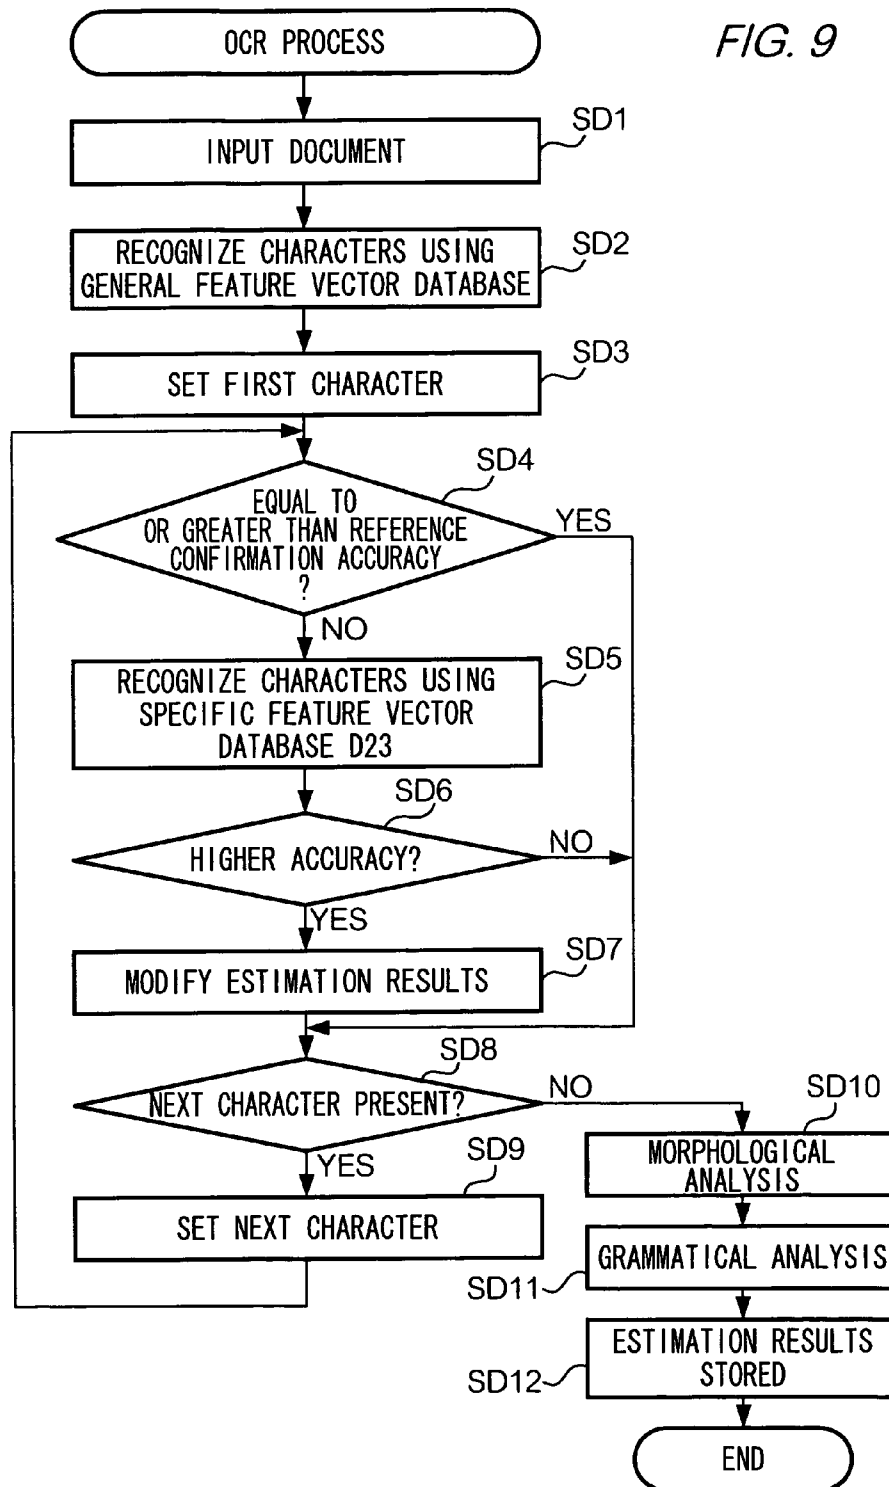 OCR PROCESS
FIG. 9
SD1
INPUT DOCUMENT
SD2
RECOGNIZE CHARACTERS USING
GENERAL FEATURE VECTOR DATABASE
SD3
SET FIRST CHARACTER
SD4
EQUAL TO
OR GREATER THAN REFERENCE
CONFIRMATION ACCURACY
?
YES
NO
SD5
RECOGNIZE CHARACTERS USING
SPECIFIC FEATURE VECTOR
DATABASE D23
SD6
HIGHER ACCURACY?
NO
YES
SD7
MODIFY ESTIMATION RESULTS
SD8
NEXT CHARACTER PRESENT?
NO
YES
SD9
SET NEXT CHARACTER
SD10
MORPHOLOGICAL
ANALYSIS
GRAMMATICAL ANALYSIS
SD11
ESTIMATION RESULTS
STORED
SD12
END